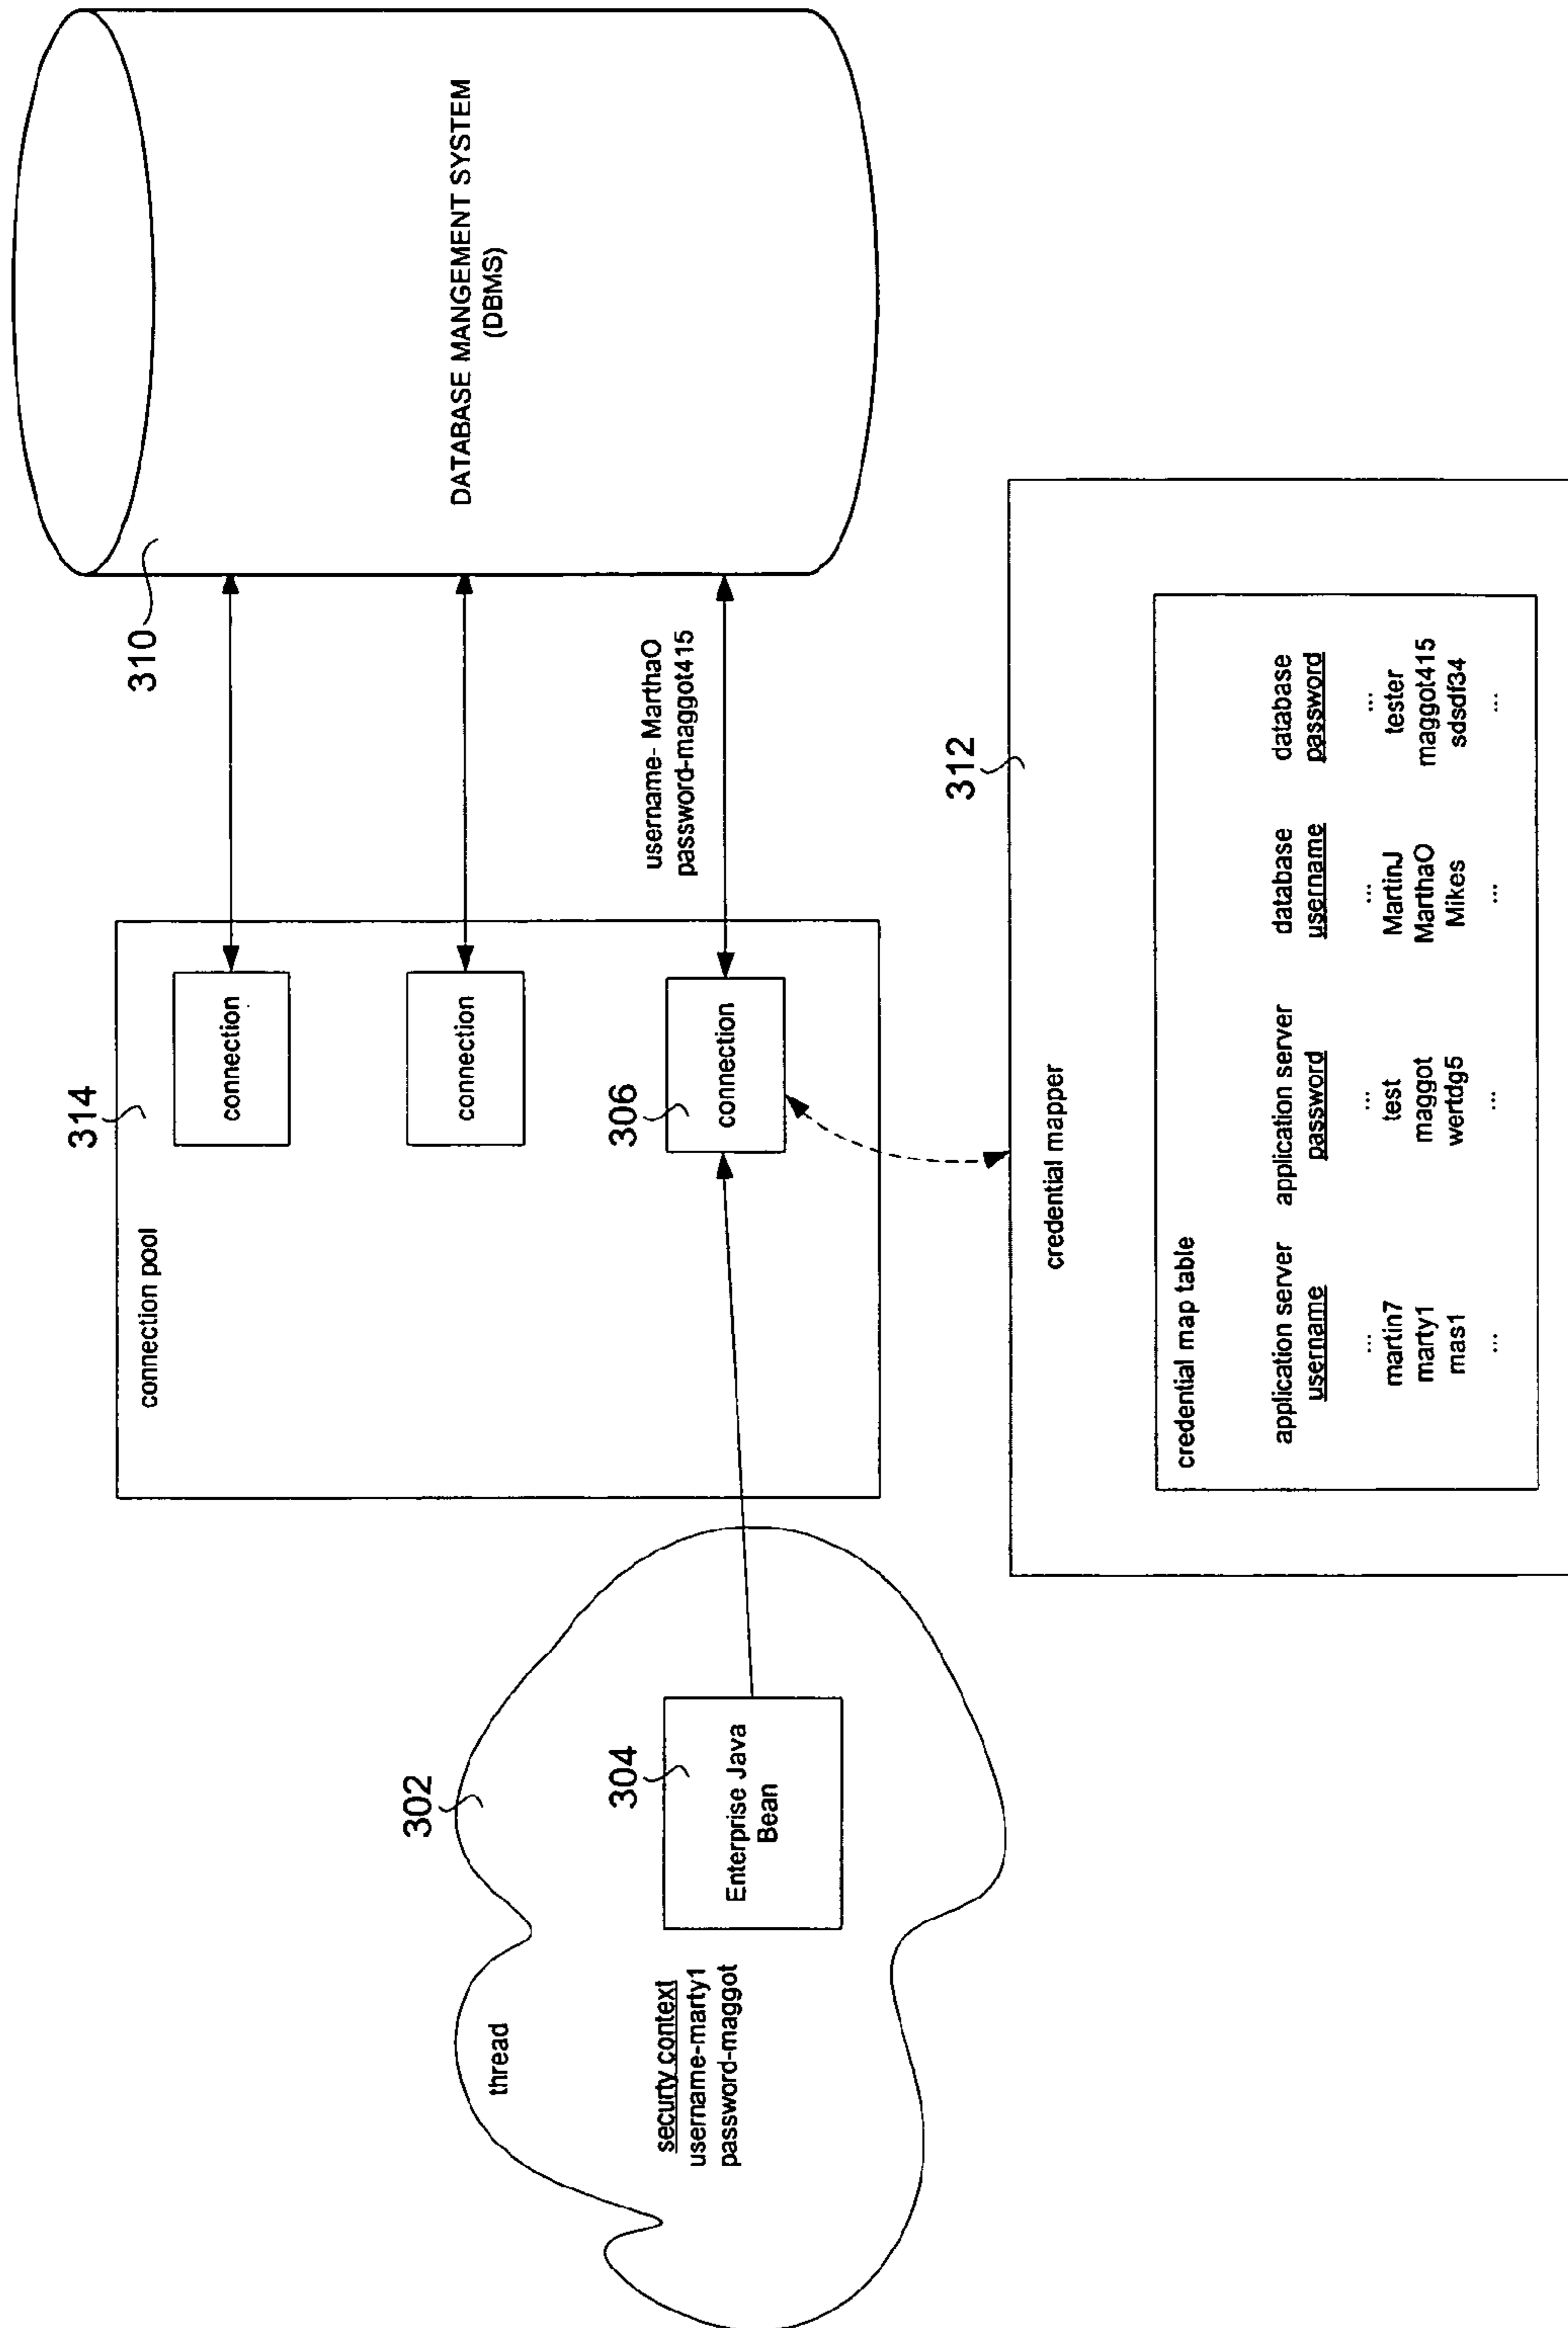 302
thread
securty context
username-marty1
password-maggot
304
Enterprise Java
Bean
314
connection pool
connection
connection
306
connection
310
DATABASE MANGEMENT SYSTEM
(DBMS)
username- MarthaO
password-maggot415
312
credential mapper
credential map table
application server application server database database
username password username password
... ... ... ...
martin7 test MartinJ tester
marty1 maggot MarthaO maggot415
mas1 wertdg5 Mikes sdsdf34
... ... ... ...